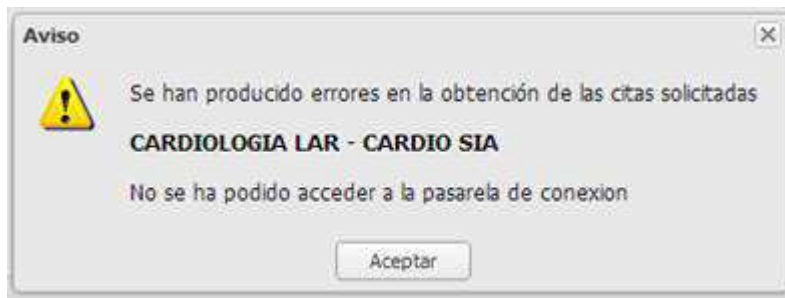 Aviso
Se han producido errores en la obtención de las citas solicitadas
CARDIOLOGIA LAR - CARDIO SIA
No se ha podido acceder a la pasarela de conexion
Aceptar